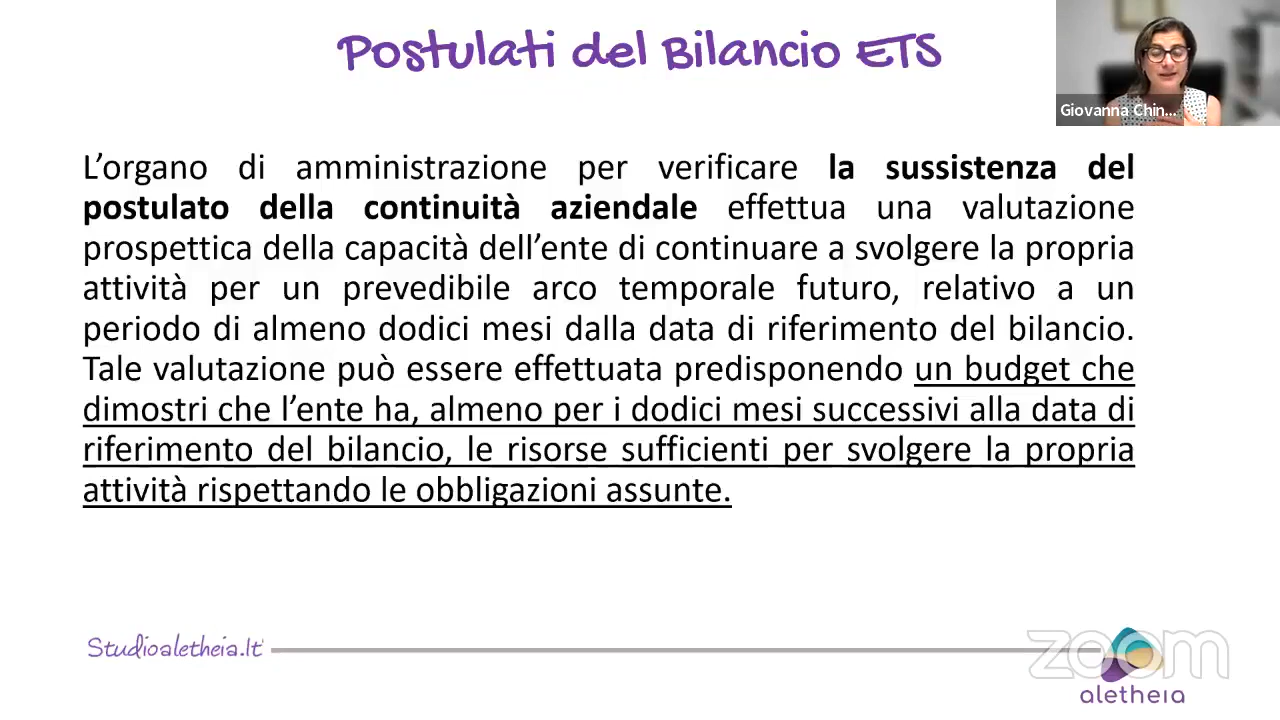 Postulati del Bilancio ETS
Giovanna Chin...
L’organo di amministrazione per verificare la sussistenza del
postulato della continuità aziendale effettua una valutazione
prospettica della capacità dell’ente di continuare a svolgere la propria
attività per un prevedibile arco temporale futuro, relativo a un
periodo di almeno dodici mesi dalla data di riferimento del bilancio.
Tale valutazione può essere effettuata predisponendo un budget che
dimostri che l’ente ha, almeno per i dodici mesi successivi alla data di
riferimento del bilancio, le risorse sufficienti per svolgere la propria
attività rispettando le obbligazioni assunte.
Studioaletheia.It
zoom
aletheia